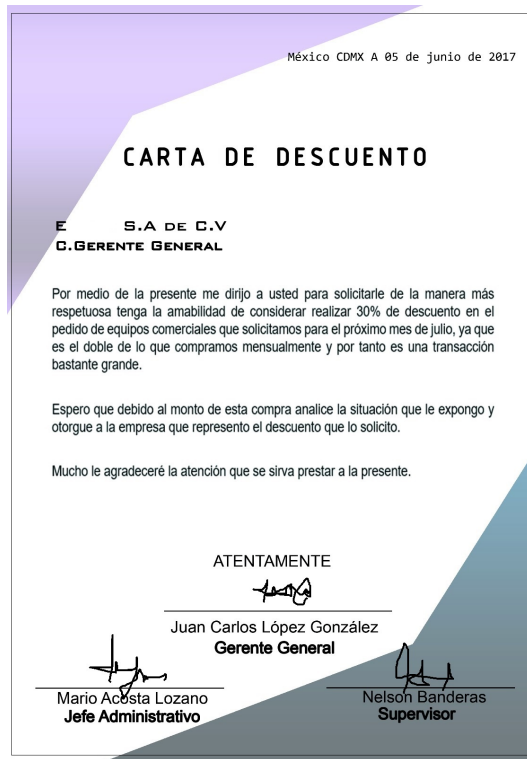 México CDMX A 05 de junio de 2017
CARTA DE DESCUENTO
E S.A DE C.V
C.GERENTE GENERAL
Por medio de la presente me dirijo a usted para solicitarle de la manera más
respetuosa tenga la amabilidad de considerar realizar 30% de descuento en el
pedido de equipos comerciales que solicitamos para el próximo mes de julio, ya que
es el doble de lo que compramos mensualmente y por tanto es una transacción
bastante grande.
Espero que debido al monto de esta compra analice la situación que le expongo y
otorgue a la empresa que represento el descuento que lo solicito.
Mucho le agradeceré la atención que se sirva prestar a la presente.
ATENTAMENTE
Juan Carlos López González
Gerente General
Mario Acosta Lozano
Jefe Administrativo
Nelson Banderas
Supervisor